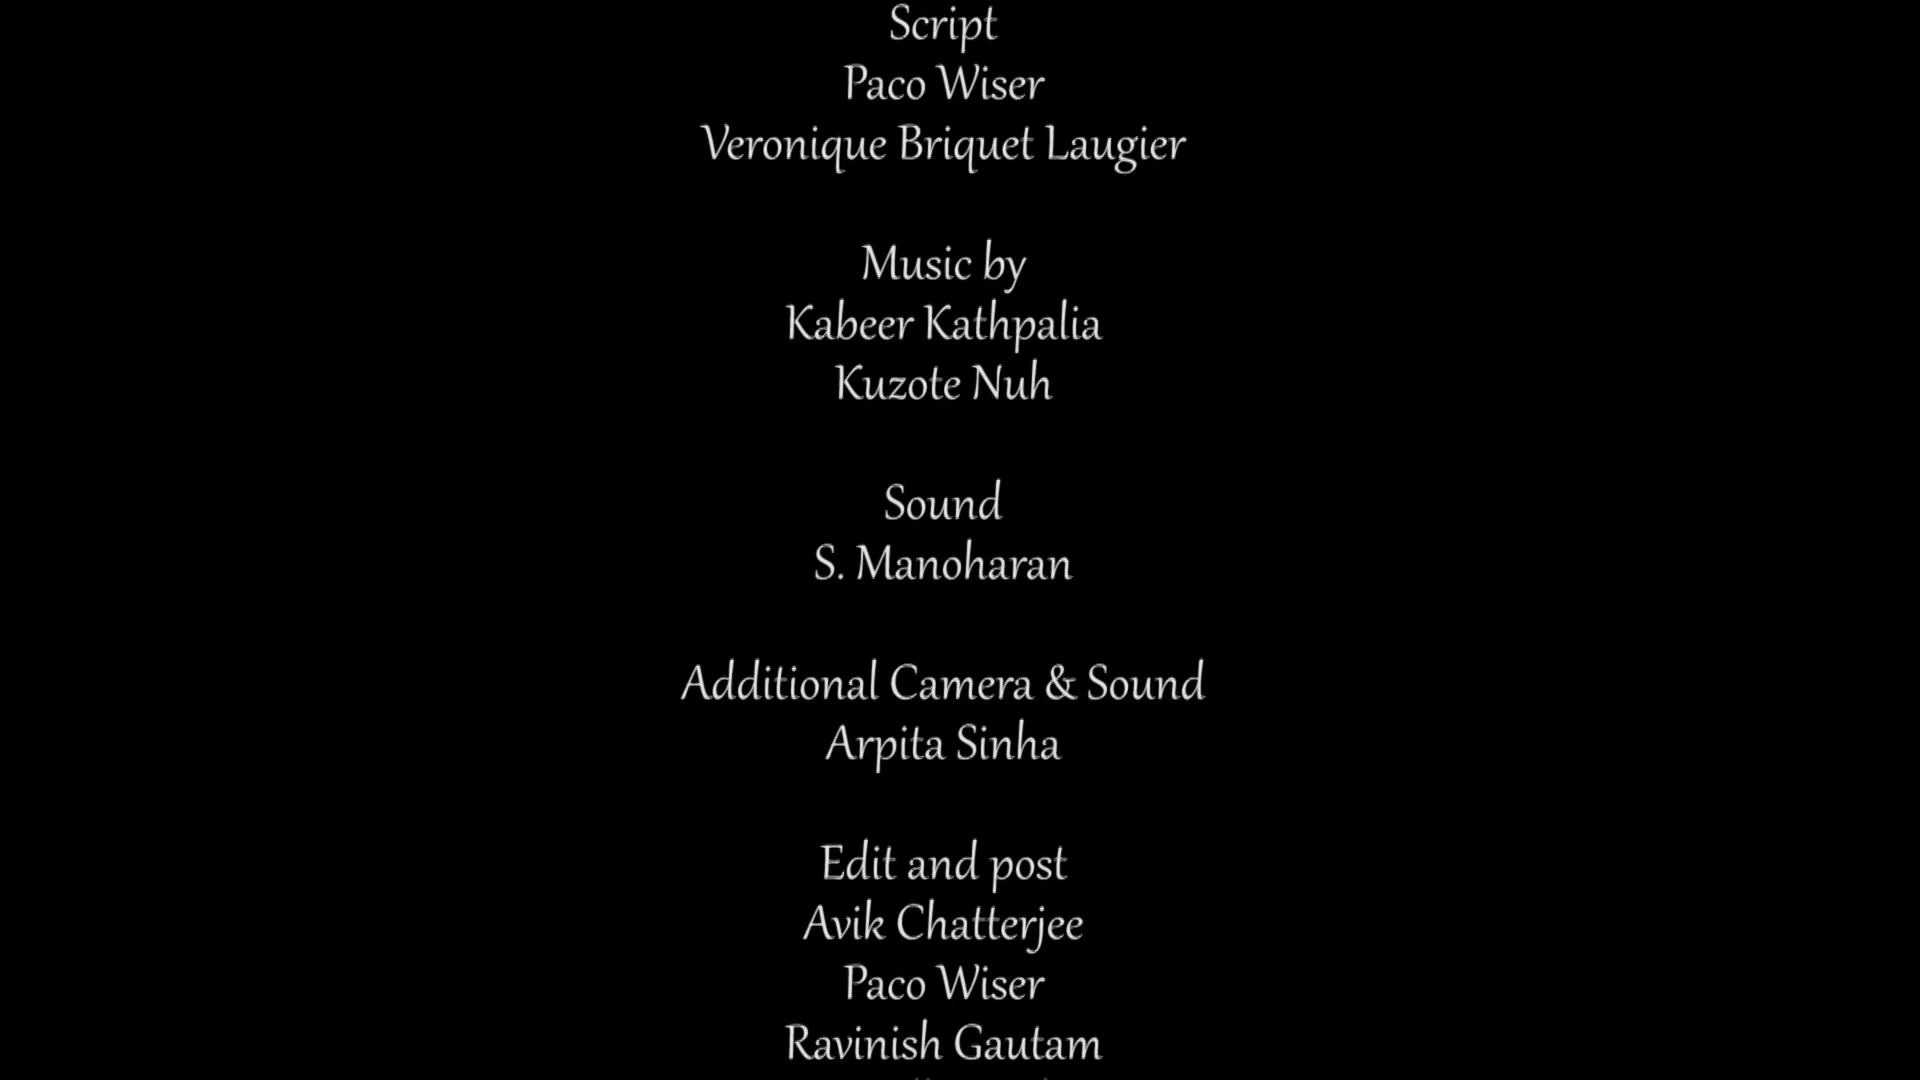 Script
Paco Wiser
Veronique Briquet Laugier
Music by
Kabeer Kathpalia
Kuzote Nuh
Sound
S. Manoharan
Additional Camera & Sound
Arpita Sinha
Edit and post
Avik Chatterjee
Paco Wiser
Ravinish Gautam